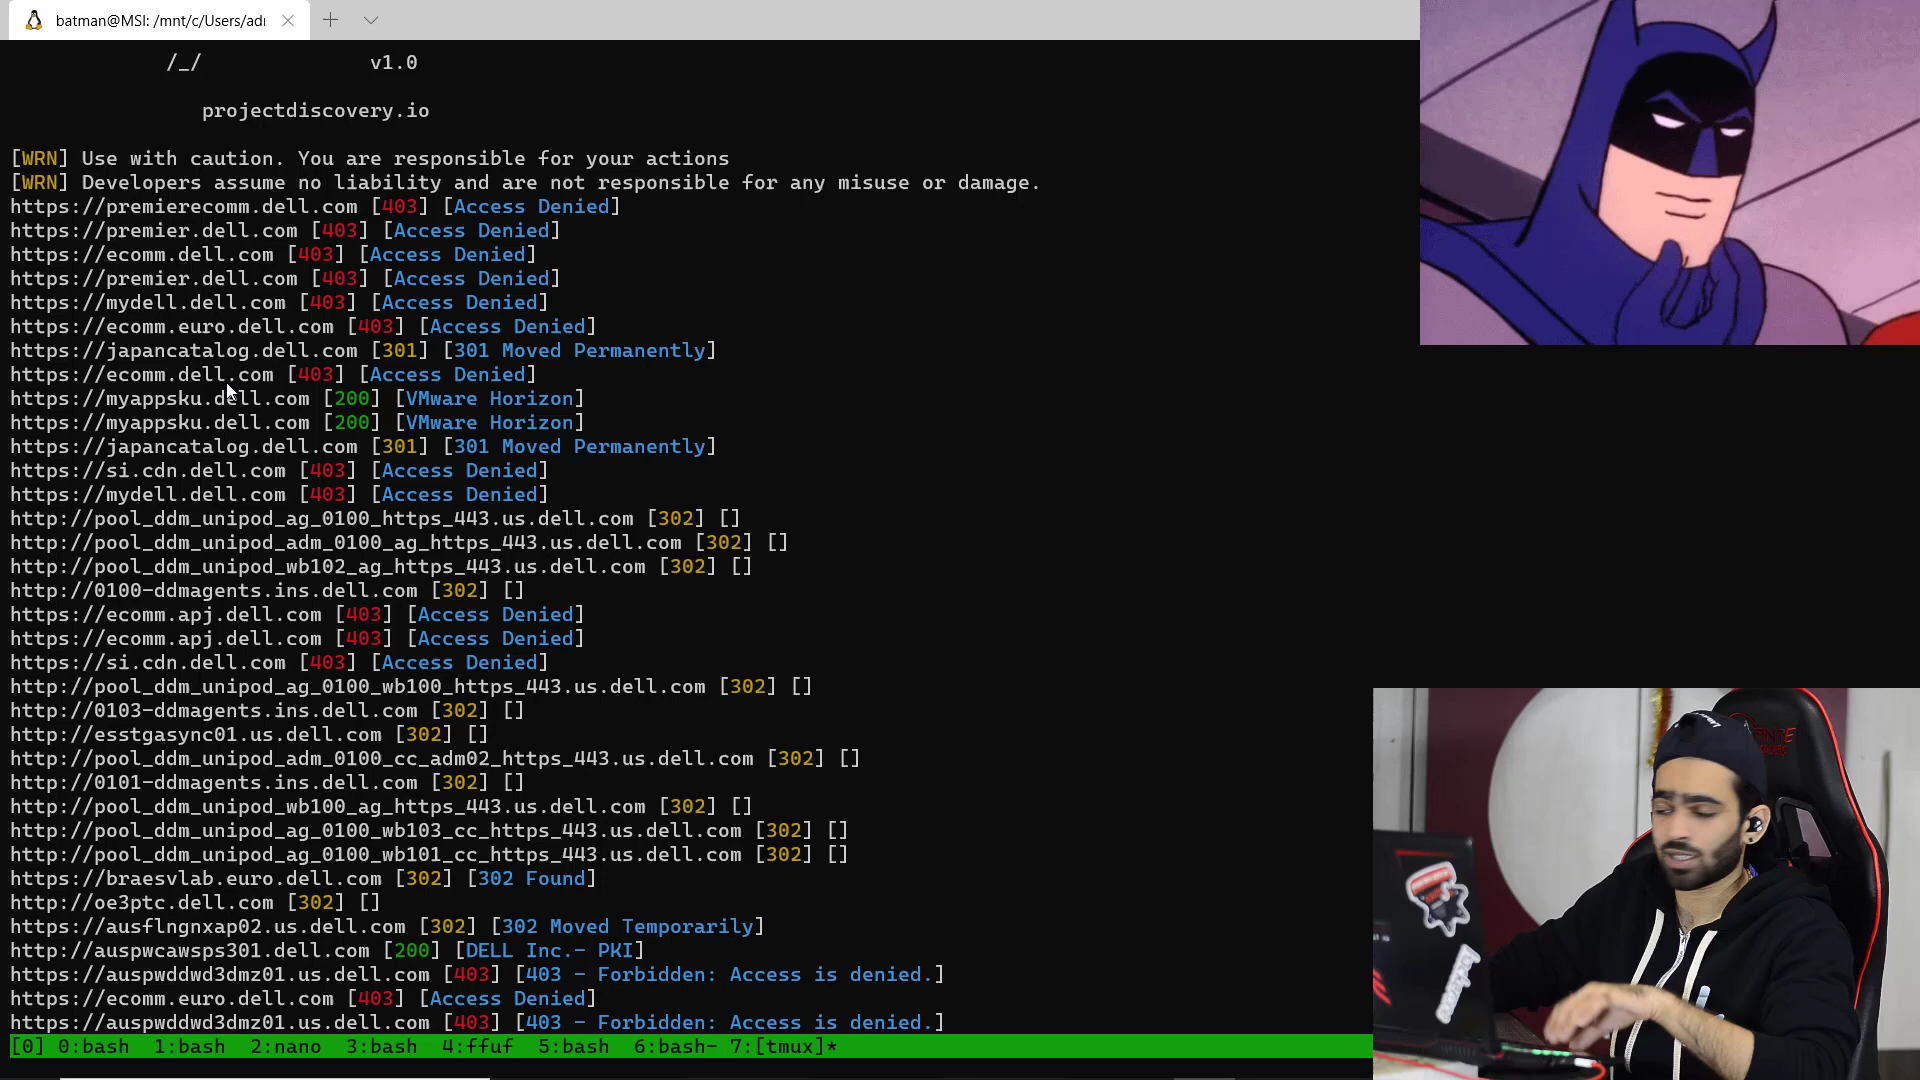 batman@MSI: /mnt/c/Users/adı
/_/ v1.0
projectdiscovery.io
[WRN] Use with caution. You are responsible for your actions
[WRN] Developers assume no liability and are not responsible for any misuse or damage.
https://premierecomm.dell.com [403] [Access Denied]
https://premier.dell.com [403] [Access Denied]
https://ecomm.dell.com [403] [Access Denied]
https://premier.dell.com [403] [Access Denied]
https://mydell.dell.com [403] [Access Denied]
https://ecomm.euro.dell.com [403] [Access Denied]
https://japancatalog.dell.com [301] [301 Moved Permanently]
https://ecomm.dell.com [403] [Access Denied]
https://myappsku.dell.com [200] [VMware Horizon]
https://myappsku.dell.com [200] [VMware Horizon]
https://japancatalog.dell.com [301] [301 Moved Permanently]
https://si.cdn.dell.com [403] [Access Denied]
https://mydell.dell.com [403] [Access Denied]
http://pool_ddm_unipod_ag_0100_https_443.us.dell.com [302] []
http://pool_ddm_unipod_adm_0100_ag_https_443.us.dell.com [302] []
http://pool_ddm_unipod_wb102_ag_https_443.us.dell.com [302] []
http://0100-ddmagents.ins.dell.com [302] []
https://ecomm.apj.dell.com [403] [Access Denied]
https://ecomm.apj.dell.com [403] [Access Denied]
https://si.cdn.dell.com [403] [Access Denied]
http://pool_ddm_unipod_ag_0100_wb100_https_443.us.dell.com [302] []
http://0103-ddmagents.ins.dell.com [302] []
http://esstgasync01.us.dell.com [302] []
http://pool_ddm_unipod_adm_0100_cc_adm02_https_443.us.dell.com [302] []
http://0101-ddmagents.ins.dell.com [302] []
http://pool_ddm_unipod_wb100_ag_https_443.us.dell.com [302] []
http://pool_ddm_unipod_ag_0100_wb103_cc_https_443.us.dell.com [302] []
http://pool_ddm_unipod_ag_0100_wb101_cc_https_443.us.dell.com [302] []
https://braesvlab.euro.dell.com [302] [302 Found]
http://oe3ptc.dell.com [302] []
https://ausflngnxap02.us.dell.com [302] [302 Moved Temporarily]
http://auspwcawsps301.dell.com [200] [DELL Inc.- PKI]
https://auspwddwd3dmz01.us.dell.com [403] [403 - Forbidden: Access is denied.]
https://ecomm.euro.dell.com [403] [Access Denied]
https://auspwddwd3dmz01.us.dell.com [403] [403 - Forbidden: Access is denied.]
[0] 0:bash 1:bash 2:nano 3:bash 4:ffuf 5:bash 6:bash- 7:[tmux]*